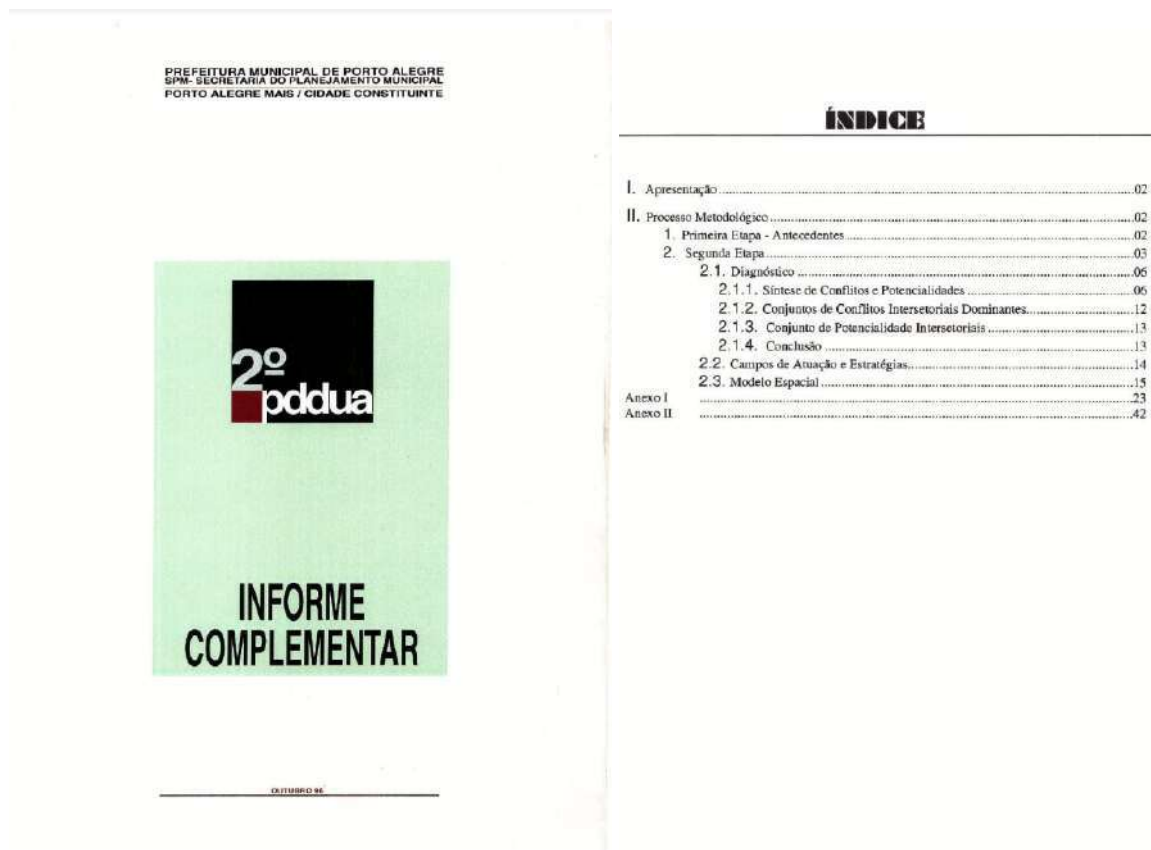 PREFEITURA MUNICIPAL DE PORTO ALEGRE
SPM- SECRETARIA DO PLANEJAMENTO MUNICIPAL
PORTO ALEGRE MAIS / CIDADE CONSTITUINTE
2º
pddua
INFORME
COMPLEMENTAR
OUTUBRO 96
ÍNDICE
I. Apresentação ........ 02
II. Processo Metodológico ........ 02
1. Primeira Etapa - Antecedentes ........ 02
2. Segunda Etapa ........ 03
2.1. Diagnóstico ........ 06
2.1.1. Síntese de Conflitos e Potencialidades ........ 06
2.1.2. Conjuntos de Conflitos Intersetoriais Dominantes ........ 12
2.1.3. Conjunto de Potencialidade Intersetoriais ........ 13
2.1.4. Conclusão ........ 13
2.2. Campos de Atuação e Estratégias ........ 14
2.3. Modelo Espacial ........ 15
Anexo I ........ 23
Anexo II ........ 42